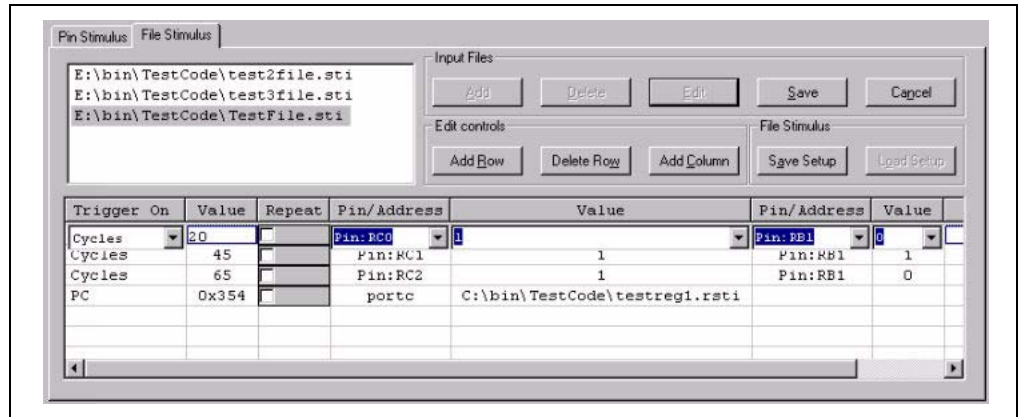 Pin Stimulus File Stimulus
E:\bin\TestCode\test2file.sti
E:\bin\TestCode\test3file.sti
E:\bin\TestCode\TestFile.sti
Input Files
Add Delete Edit Save Cancel
Edit controls
Add Row Delete Row Add Column
File Stimulus
Save Setup Load Setup
Trigger On Value Repeat Pin/Address Value Pin/Address Value
Cycles 20 Pin:RC0 1 Pin:RB1 0
Cycles 45 Pin:RC1 1 Pin:RB1 1
Cycles 65 Pin:RC2 1 Pin:RB1 0
PC 0x354 portc C:\bin\TestCode\testreg1.rsti